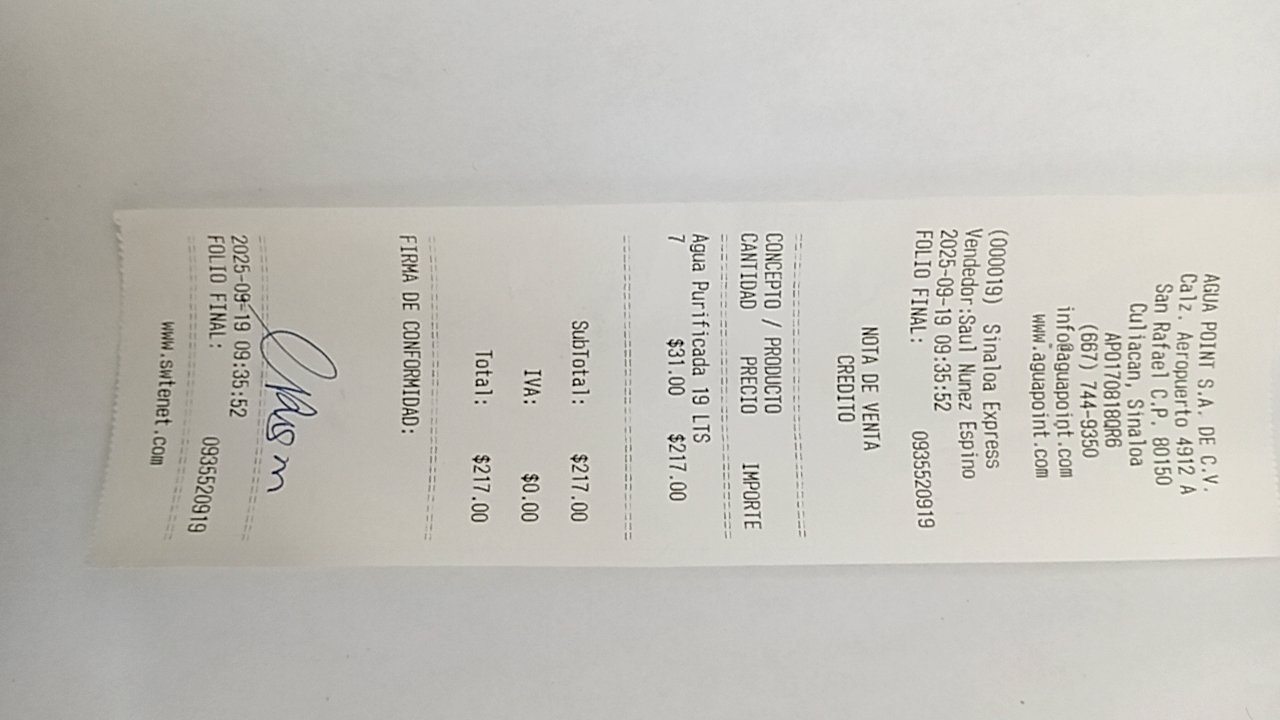 AGUA POINT S.A. DE C.V.
Calz. Aeropuerto 4912 A
San Rafael C.P. 80150
Culiacan, Sinaloa
APO170818QR6
(667) 744-9350
info@aguapoint.com
www.aguapoint.com
(000019) Sinaloa Express
Vendedor:Saul Nunez Espino
2025-09-19 09:35:52
FOLIO FINAL: 0935520919
NOTA DE VENTA
CREDITO
CONCEPTO / PRODUCTO
CANTIDAD PRECIO IMPORTE
Agua Purificada 19 LTS
7 $31.00 $217.00
SubTotal: $217.00
IVA: $0.00
Total: $217.00
FIRMA DE CONFORMIDAD:
2025-09-19 09:35:52
FOLIO FINAL: 0935520919
www.swtenet.com